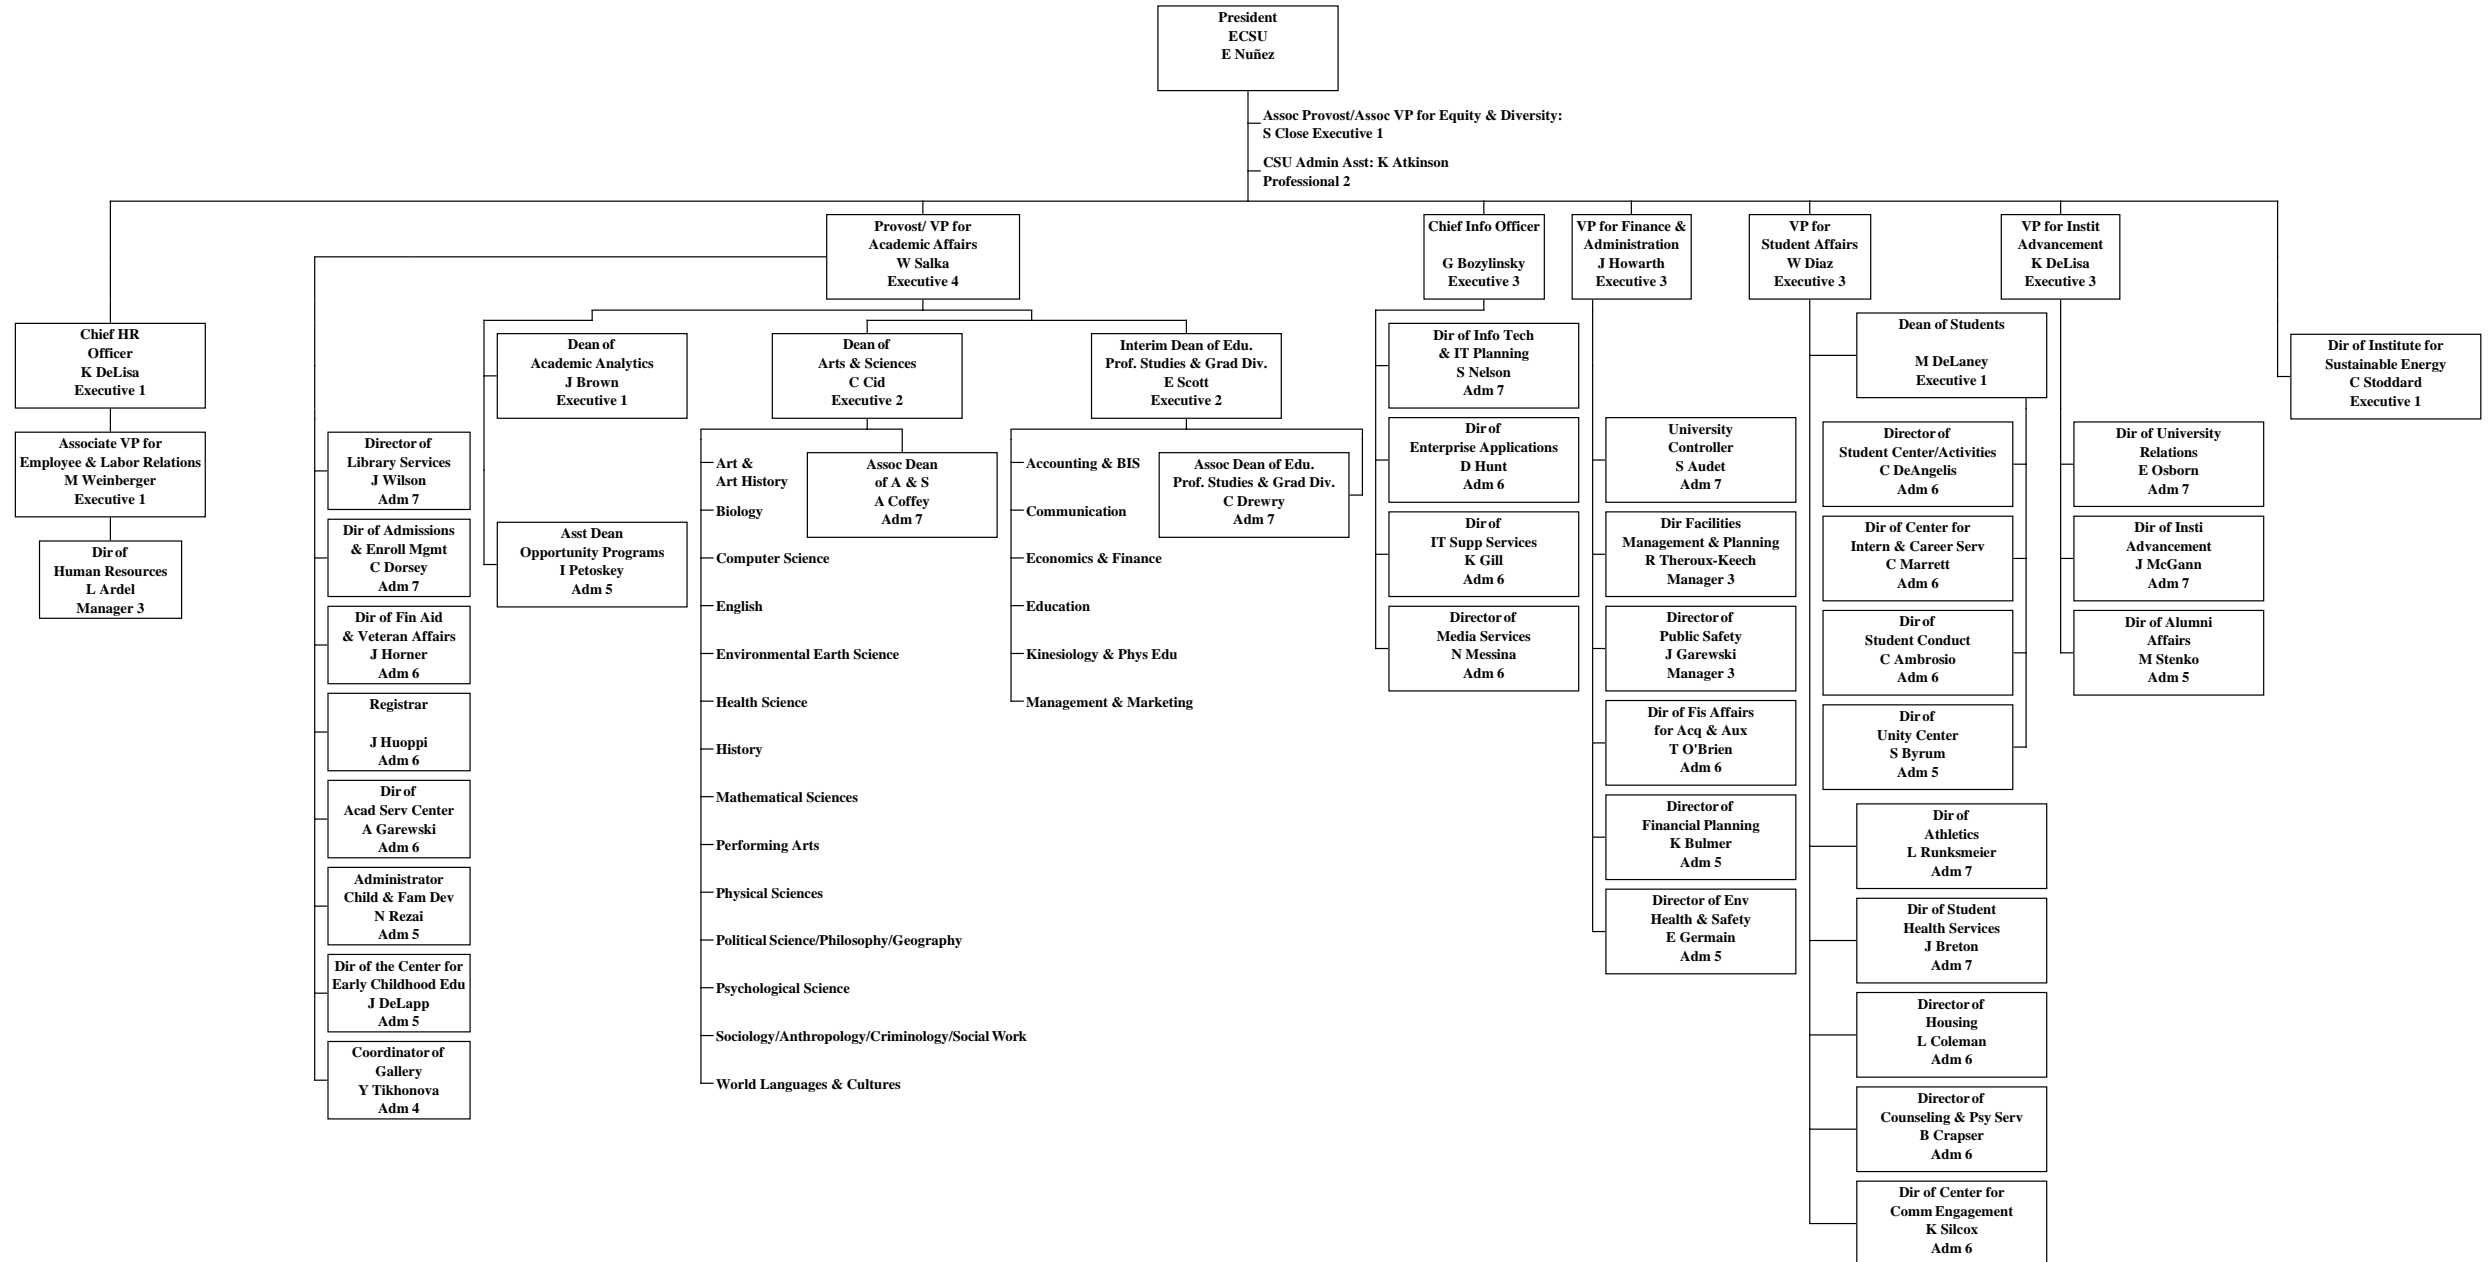 President
ECSU
E Nuñez
Assoc Provost/Assoc VP for Equity & Diversity:
S Close Executive 1
CSU Admin Asst: K Atkinson
Professional 2
Chief HR
Officer
K DeLisa
Executive 1
Associate VP for
Employee & Labor Relations
M Weinberger
Executive 1
Dir of
Human Resources
L Ardel
Manager 3
Provost/ VP for
Academic Affairs
W Salka
Executive 4
Director of
Library Services
J Wilson
Adm 7
Dir of Admissions
& Enroll Mgmt
C Dorsey
Adm 7
Dir of Fin Aid
& Veteran Affairs
J Horner
Adm 6
Registrar
J Huoppi
Adm 6
Dir of
Acad Serv Center
A Garewski
Adm 6
Administrator
Child & Fam Dev
N Rezai
Adm 5
Dir of the Center for
Early Childhood Edu
J DeLapp
Adm 5
Coordinator of
Gallery
Y Tikhonova
Adm 4
Dean of
Academic Analytics
J Brown
Executive 1
Asst Dean
Opportunity Programs
I Petoskey
Adm 5
Dean of
Arts & Sciences
C Cid
Executive 2
Assoc Dean
of A & S
A Coffey
Adm 7
Art &
Art History
Biology
Computer Science
English
Environmental Earth Science
Health Science
History
Mathematical Sciences
Performing Arts
Physical Sciences
Political Science/Philosophy/Geography
Psychological Science
Sociology/Anthropology/Criminology/Social Work
World Languages & Cultures
Interim Dean of Edu.
Prof. Studies & Grad Div.
E Scott
Executive 2
Assoc Dean of Edu.
Prof. Studies & Grad Div.
C Drewry
Adm 7
Accounting & BIS
Communication
Economics & Finance
Education
Kinesiology & Phys Edu
Management & Marketing
Chief Info Officer
G Bozylinsky
Executive 3
Dir of Info Tech
& IT Planning
S Nelson
Adm 7
Dir of
Enterprise Applications
D Hunt
Adm 6
Dir of
IT Supp Services
K Gill
Adm 6
Director of
Media Services
N Messina
Adm 6
VP for Finance &
Administration
J Howarth
Executive 3
University
Controller
S Audet
Adm 7
Dir Facilities
Management & Planning
R Theroux-Keech
Manager 3
Director of
Public Safety
J Garewski
Manager 3
Dir of Fis Affairs
for Acq & Aux
T O'Brien
Adm 6
Director of
Financial Planning
K Bulmer
Adm 5
Director of Env
Health & Safety
E Germain
Adm 5
VP for
Student Affairs
W Diaz
Executive 3
Dean of Students
M DeLaney
Executive 1
Director of
Student Center/Activities
C DeAngelis
Adm 6
Dir of Center for
Intern & Career Serv
C Marrett
Adm 6
Dir of
Student Conduct
C Ambrosio
Adm 6
Dir of
Unity Center
S Byrum
Adm 5
Dir of
Athletics
L Runksmeier
Adm 7
Dir of Student
Health Services
J Breton
Adm 7
Director of
Housing
L Coleman
Adm 6
Director of
Counseling & Psy Serv
B Crapser
Adm 6
Dir of Center for
Comm Engagement
K Silcox
Adm 6
VP for Instit
Advancement
K DeLisa
Executive 3
Dir of University
Relations
E Osborn
Adm 7
Dir of Insti
Advancement
J McGann
Adm 7
Dir of Alumni
Affairs
M Stenko
Adm 5
Dir of Institute for
Sustainable Energy
C Stoddard
Executive 1